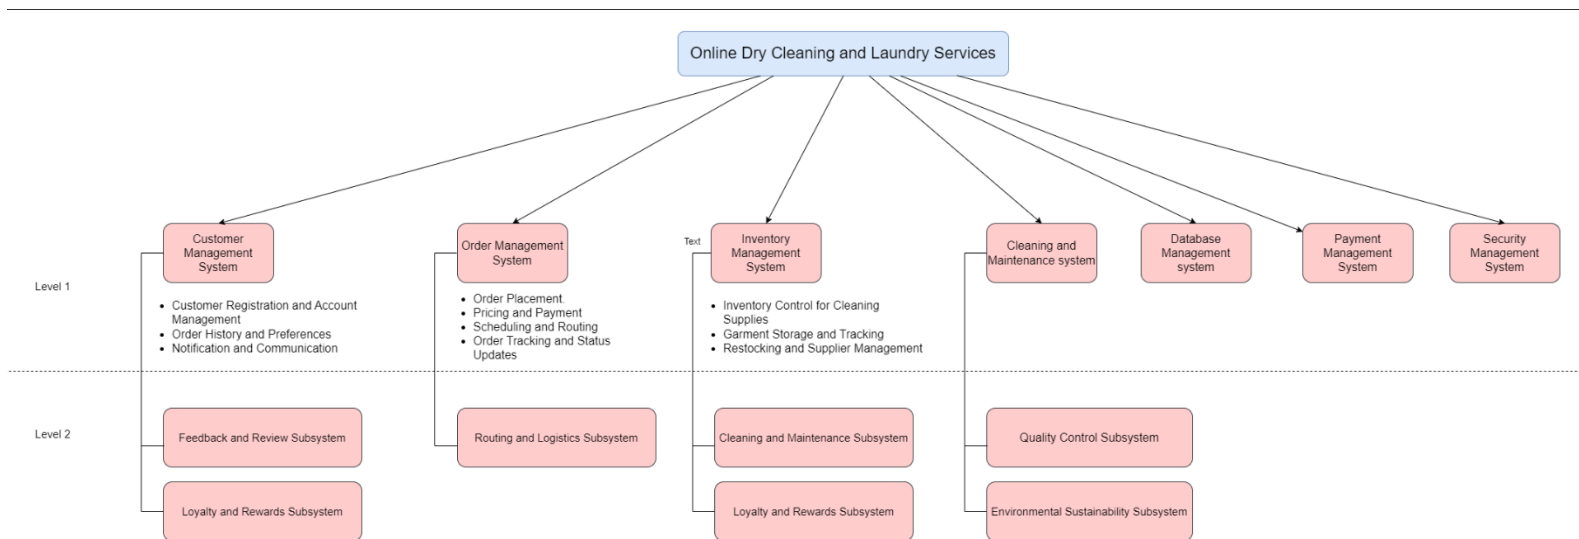 Online Dry Cleaning and Laundry Services
Customer
Management
System
Order Management
System
Text
Inventory
Management
System
Cleaning and
Maintenance system
Database
Management
system
Payment
Management
System
Security
Management
System
Level 1
• Customer Registration and Account
Management
• Order History and Preferences
• Notification and Communication
• Order Placement.
• Pricing and Payment
• Scheduling and Routing
• Order Tracking and Status
Updates
• Inventory Control for Cleaning
Supplies
• Garment Storage and Tracking
• Restocking and Supplier Management
Level 2
Feedback and Review Subsystem
Routing and Logistics Subsystem
Cleaning and Maintenance Subsystem
Quality Control Subsystem
Loyalty and Rewards Subsystem
Loyalty and Rewards Subsystem
Environmental Sustainability Subsystem